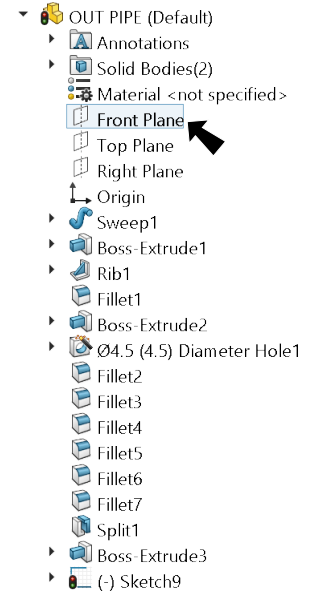 OUT PIPE (Default)
Annotations
Solid Bodies(2)
Material <not specified>
Front Plane
Top Plane
Right Plane
Origin
Sweep1
Boss-Extrude1
Rib1
Fillet1
Boss-Extrude2
Ø4.5 (4.5) Diameter Hole1
Fillet2
Fillet3
Fillet4
Fillet5
Fillet6
Fillet7
Split1
Boss-Extrude3
(-) Sketch9